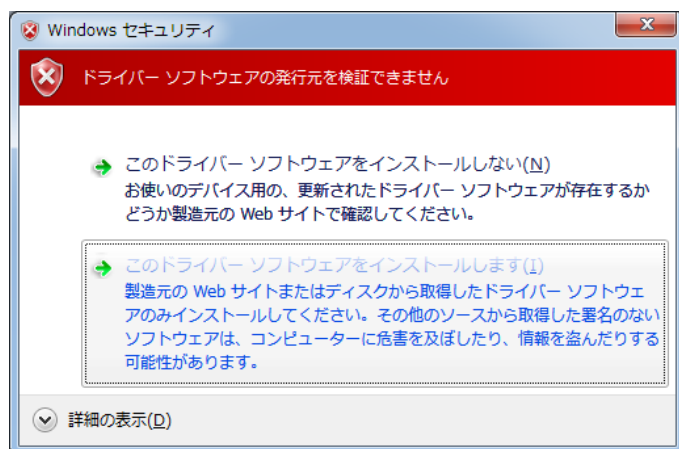 Windows セキュリティ
ドライバー ソフトウェアの発行元を検証できません
このドライバー ソフトウェアをインストールしない(N)
お使いのデバイス用の、更新されたドライバー ソフトウェアが存在するか
どうか製造元の Web サイトで確認してください。
このドライバー ソフトウェアをインストールします(I)
製造元の Web サイトまたはディスクから取得したドライバー ソフトウェ
アのみインストールしてください。その他のソースから取得した署名のない
ソフトウェアは、コンピューターに危害を及ぼしたり、情報を盗んだりする
可能性があります。
詳細の表示(D)